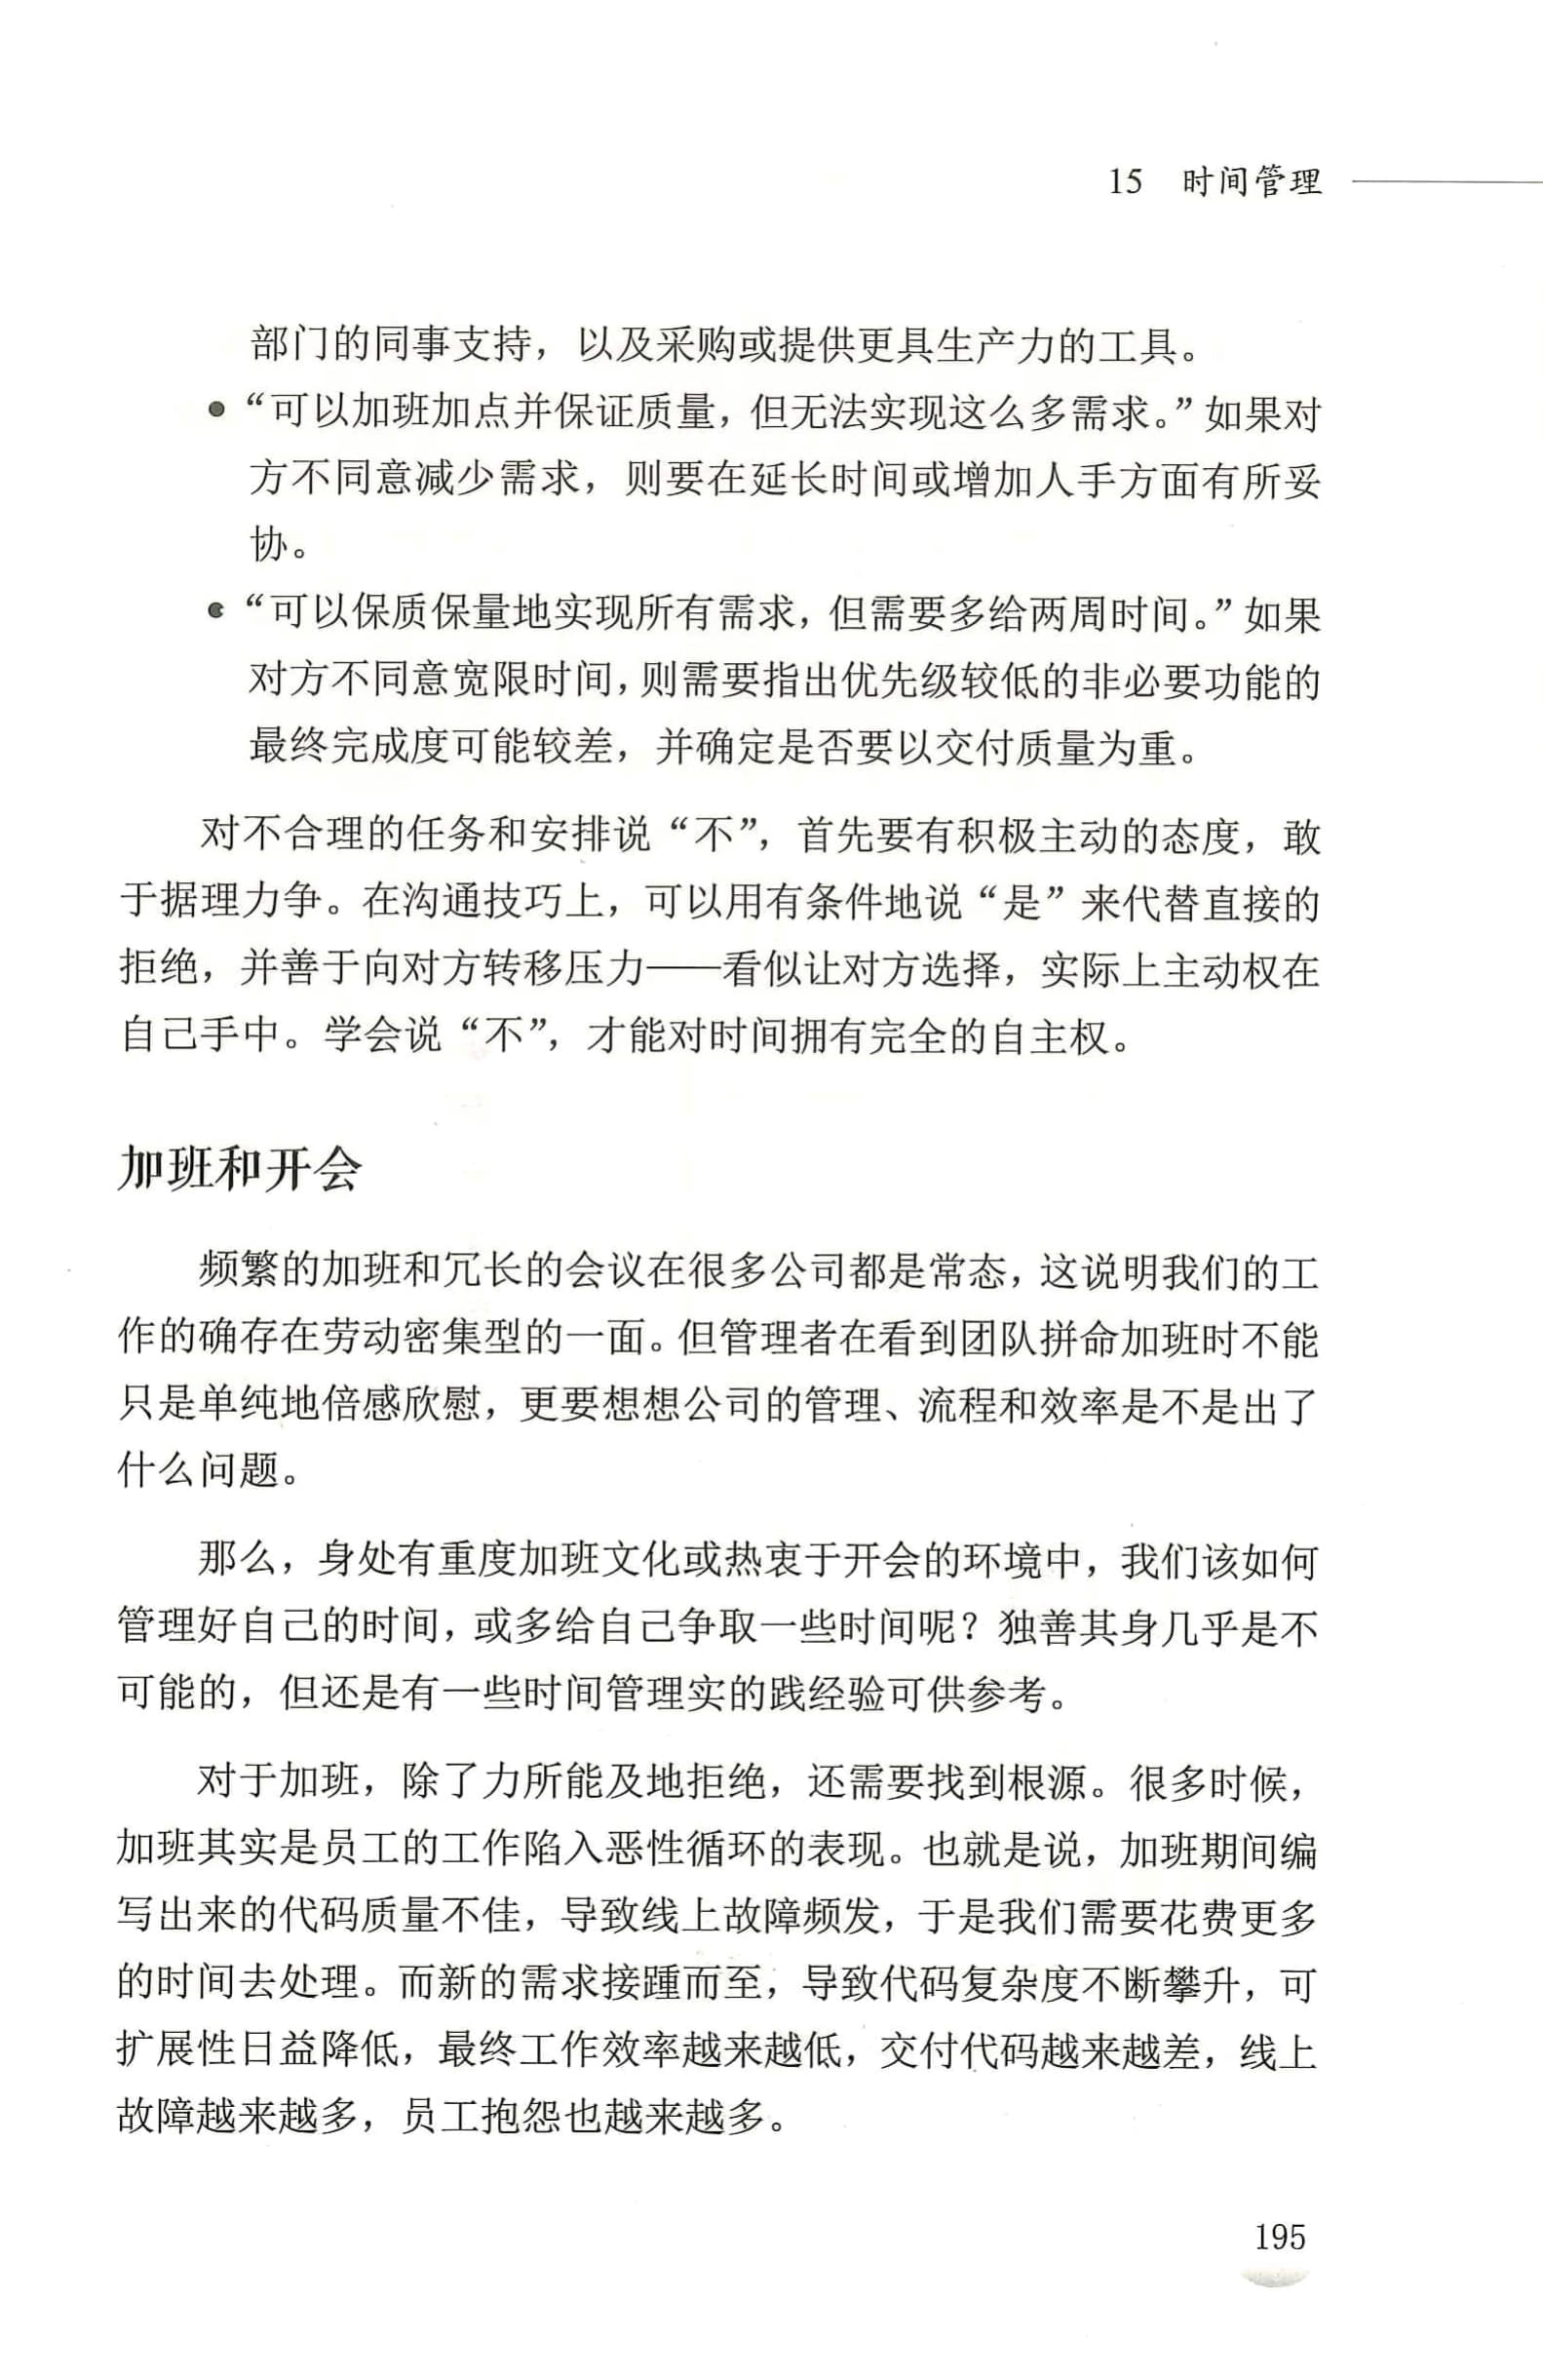 15 时间管理
部门的同事支持，以及采购或提供更具生产力的工具。
● “可以加班加点并保证质量，但无法实现这么多需求。”如果对
方不同意减少需求，则要在延长时间或增加人手方面有所妥
协。
● “可以保质保量地实现所有需求，但需要多给两周时间。”如果
对方不同意宽限时间，则需要指出优先级较低的非必要功能的
最终完成度可能较差，并确定是否要以交付质量为重。
对不合理的任务和安排说“不”，首先要有积极主动的态度，敢
于据理力争。在沟通技巧上，可以用有条件地说“是”来代替直接的
拒绝，并善于向对方转移压力——看似让对方选择，实际上主动权在
自己手中。学会说“不”，才能对时间拥有完全的自主权。
加班和开会
频繁的加班和冗长的会议在很多公司都是常态，这说明我们的工
作的确存在劳动密集型的一面。但管理者在看到团队拼命加班时不能
只是单纯地倍感欣慰，更要想想公司的管理、流程和效率是不是出了
什么问题。
那么，身处有重度加班文化或热衷于开会的环境中，我们该如何
管理好自己的时间，或多给自己争取一些时间呢？独善其身几乎是不
可能的，但还是有一些时间管理实的践经验可供参考。
对于加班，除了力所能及地拒绝，还需要找到根源。很多时候，
加班其实是员工的工作陷入恶性循环的表现。也就是说，加班期间编
写出来的代码质量不佳，导致线上故障频发，于是我们需要花费更多
的时间去处理。而新的需求接踵而至，导致代码复杂度不断攀升，可
扩展性日益降低，最终工作效率越来越低，交付代码越来越差，线上
故障越来越多，员工抱怨也越来越多。
195